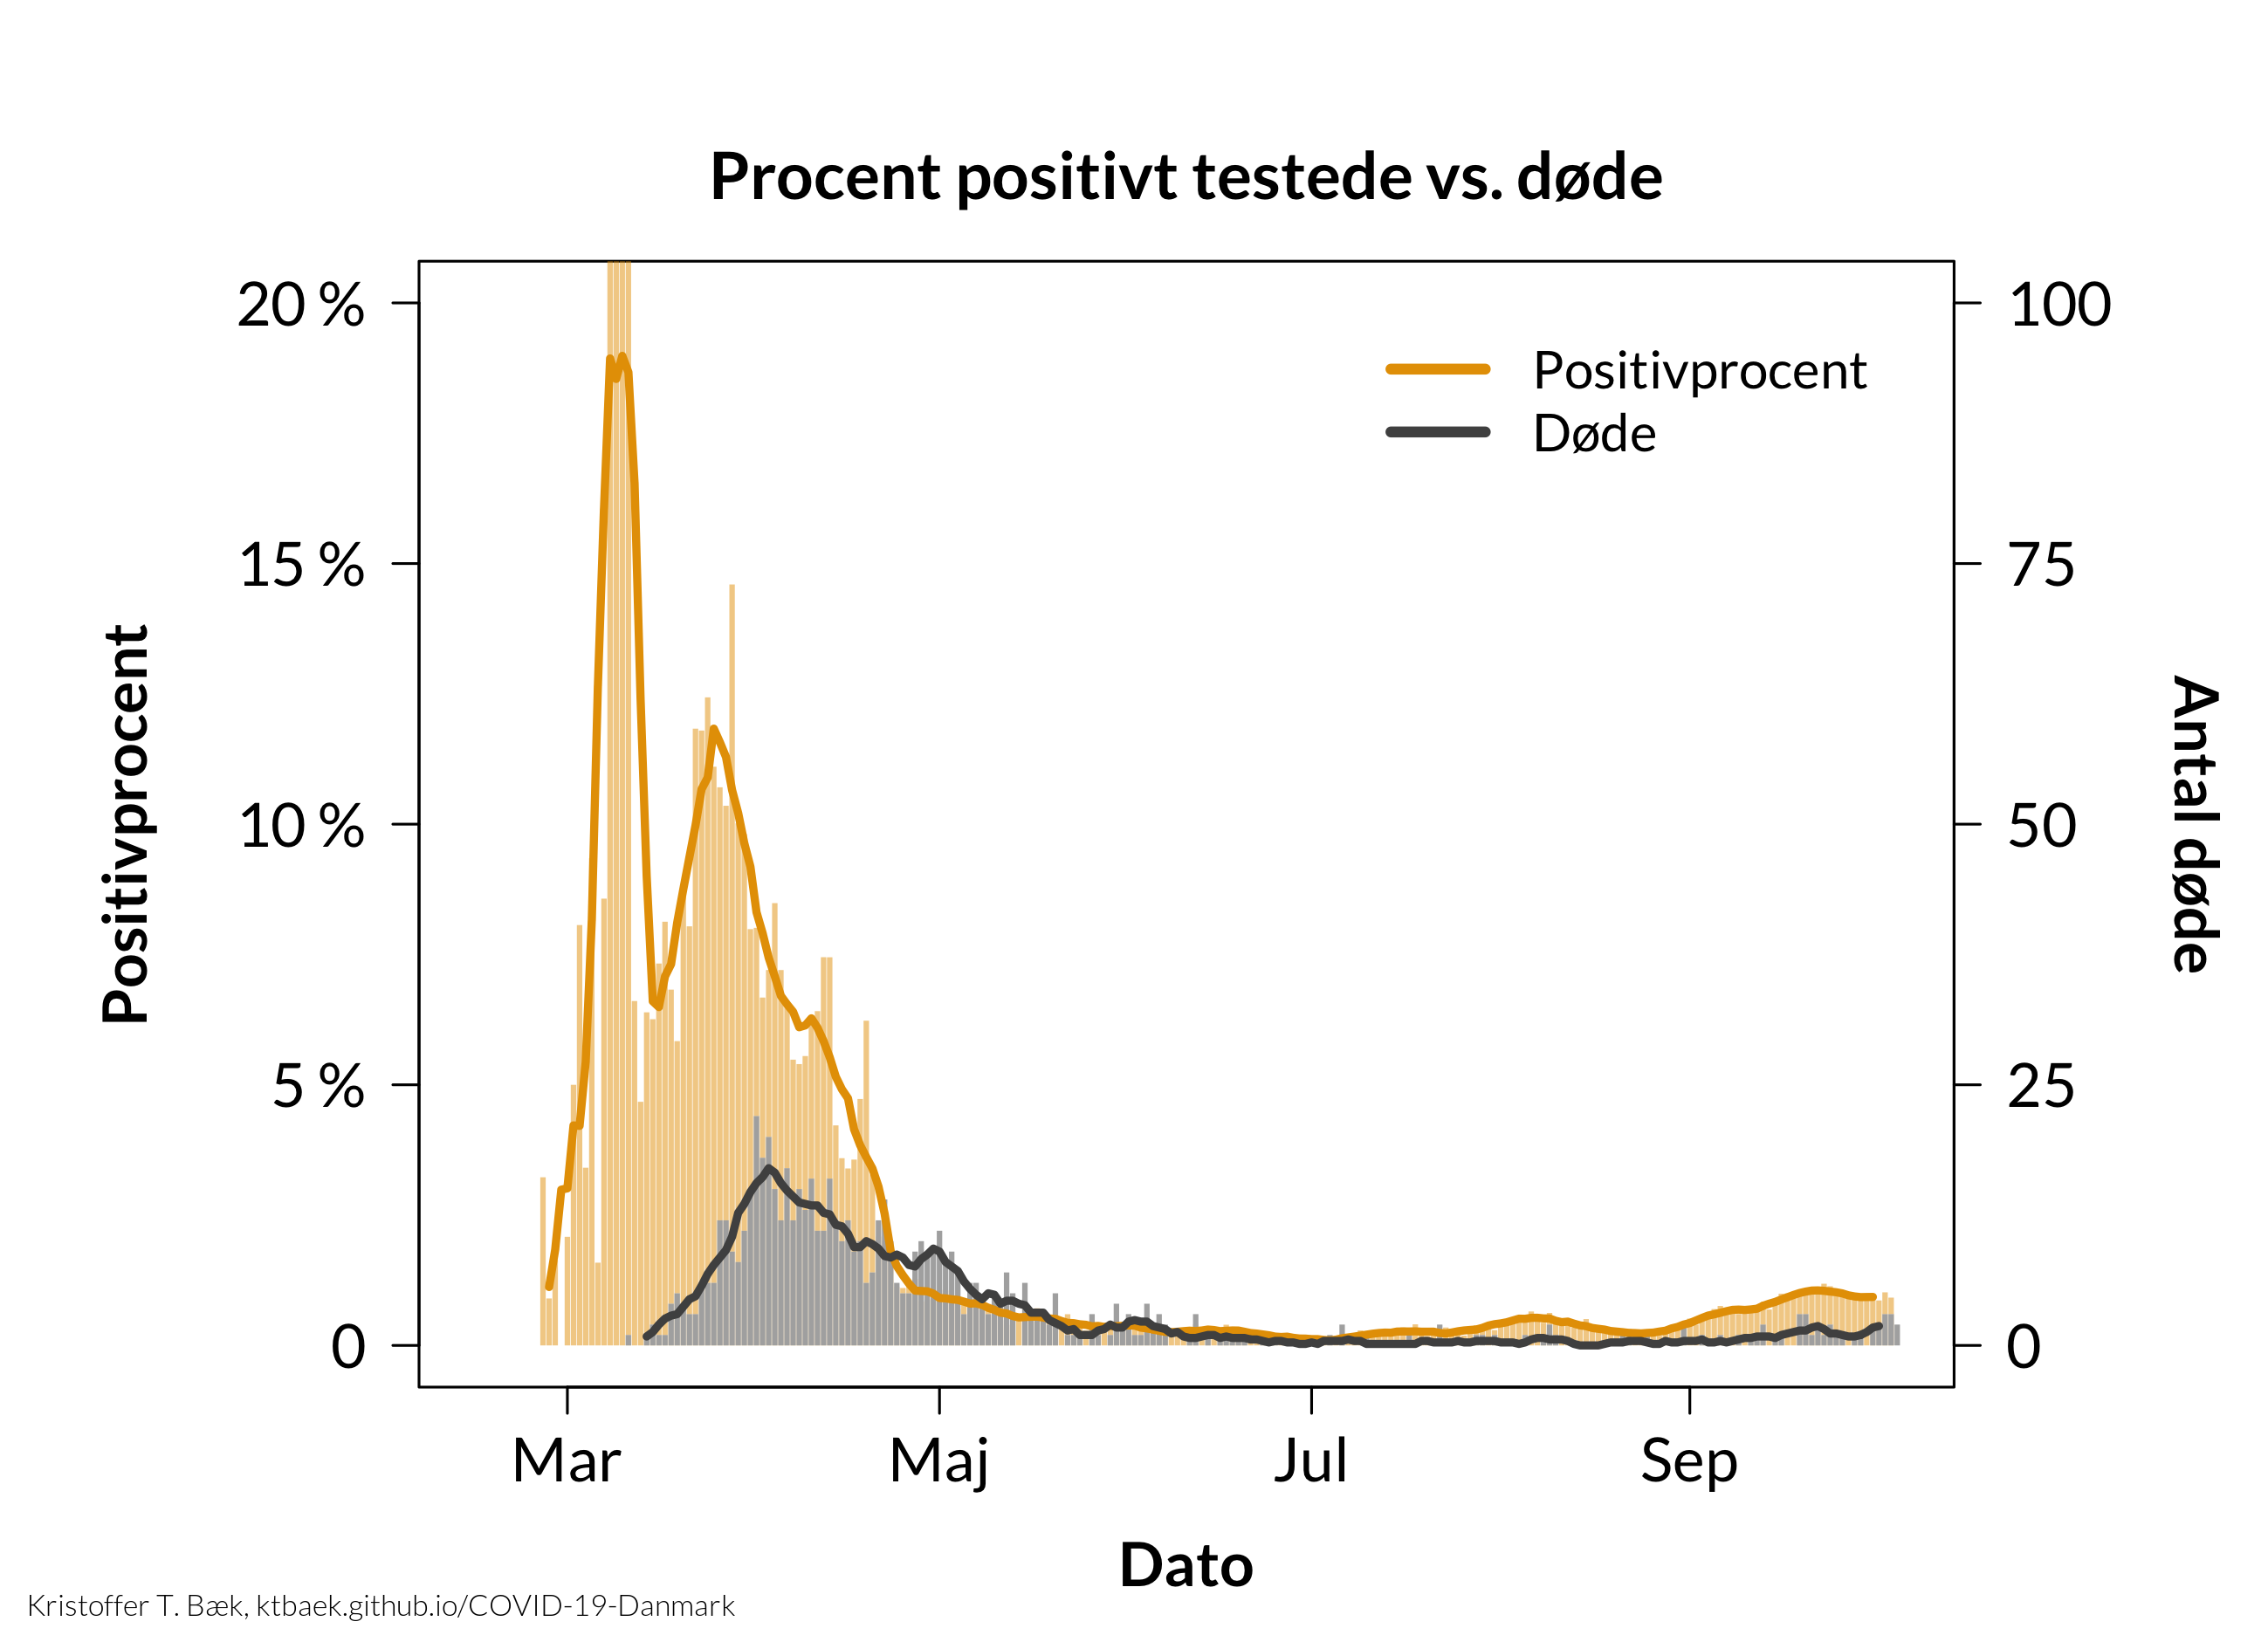 Procent positivt testede vs. døde
20 %
15 %
10 %
5 %
0
Positivprocent
Positivprocent
Døde
100
75
50
25
0
Antal døde
Mar
Maj
Jul
Sep
Dato
Kristoffer T. Bæk, ktbaek.github.io/COVID-19-Danmark